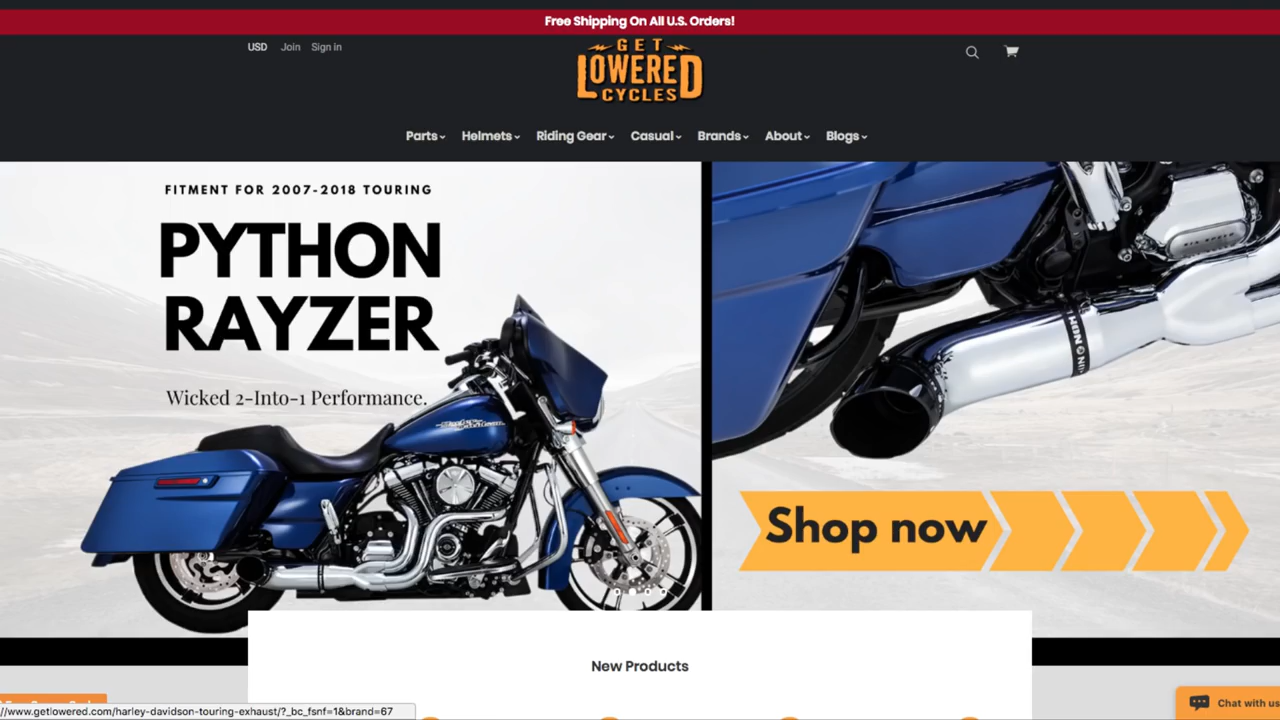 Free Shipping On All U.S. Orders!
USD Join Sign in
GET
LOWERED
CYCLES
Parts Helmets Riding Gear Casual Brands About Blogs
FITMENT FOR 2007-2018 TOURING
PYTHON
RAYZER
Wicked 2-Into-1 Performance.
Harley-Davidson
Shop now
New Products
//www.getlowered.com/harley-davidson-touring-exhaust/?_bc_fsnf=1&brand=67
Chat with us